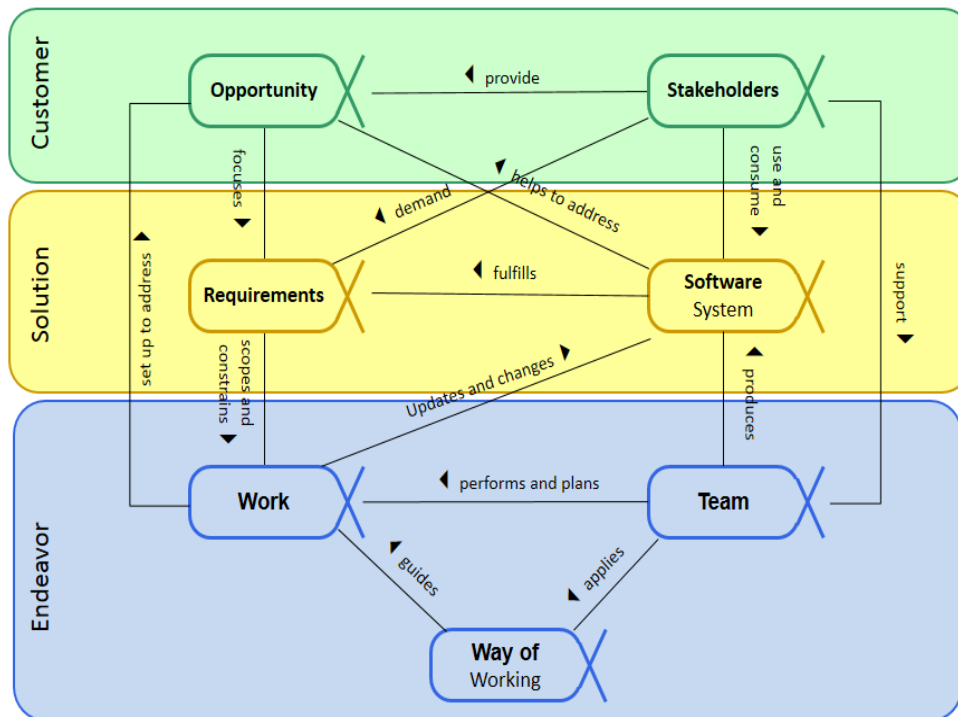 Customer
Opportunity
provide
Stakeholders
focuses
demand
helps to address
use and
consume
Solution
set up to address
Requirements
fulfills
Software
System
support
scopes and
constrains
Updates and changes
produces
Endeavor
Work
performs and plans
Team
guides
applies
Way of
Working